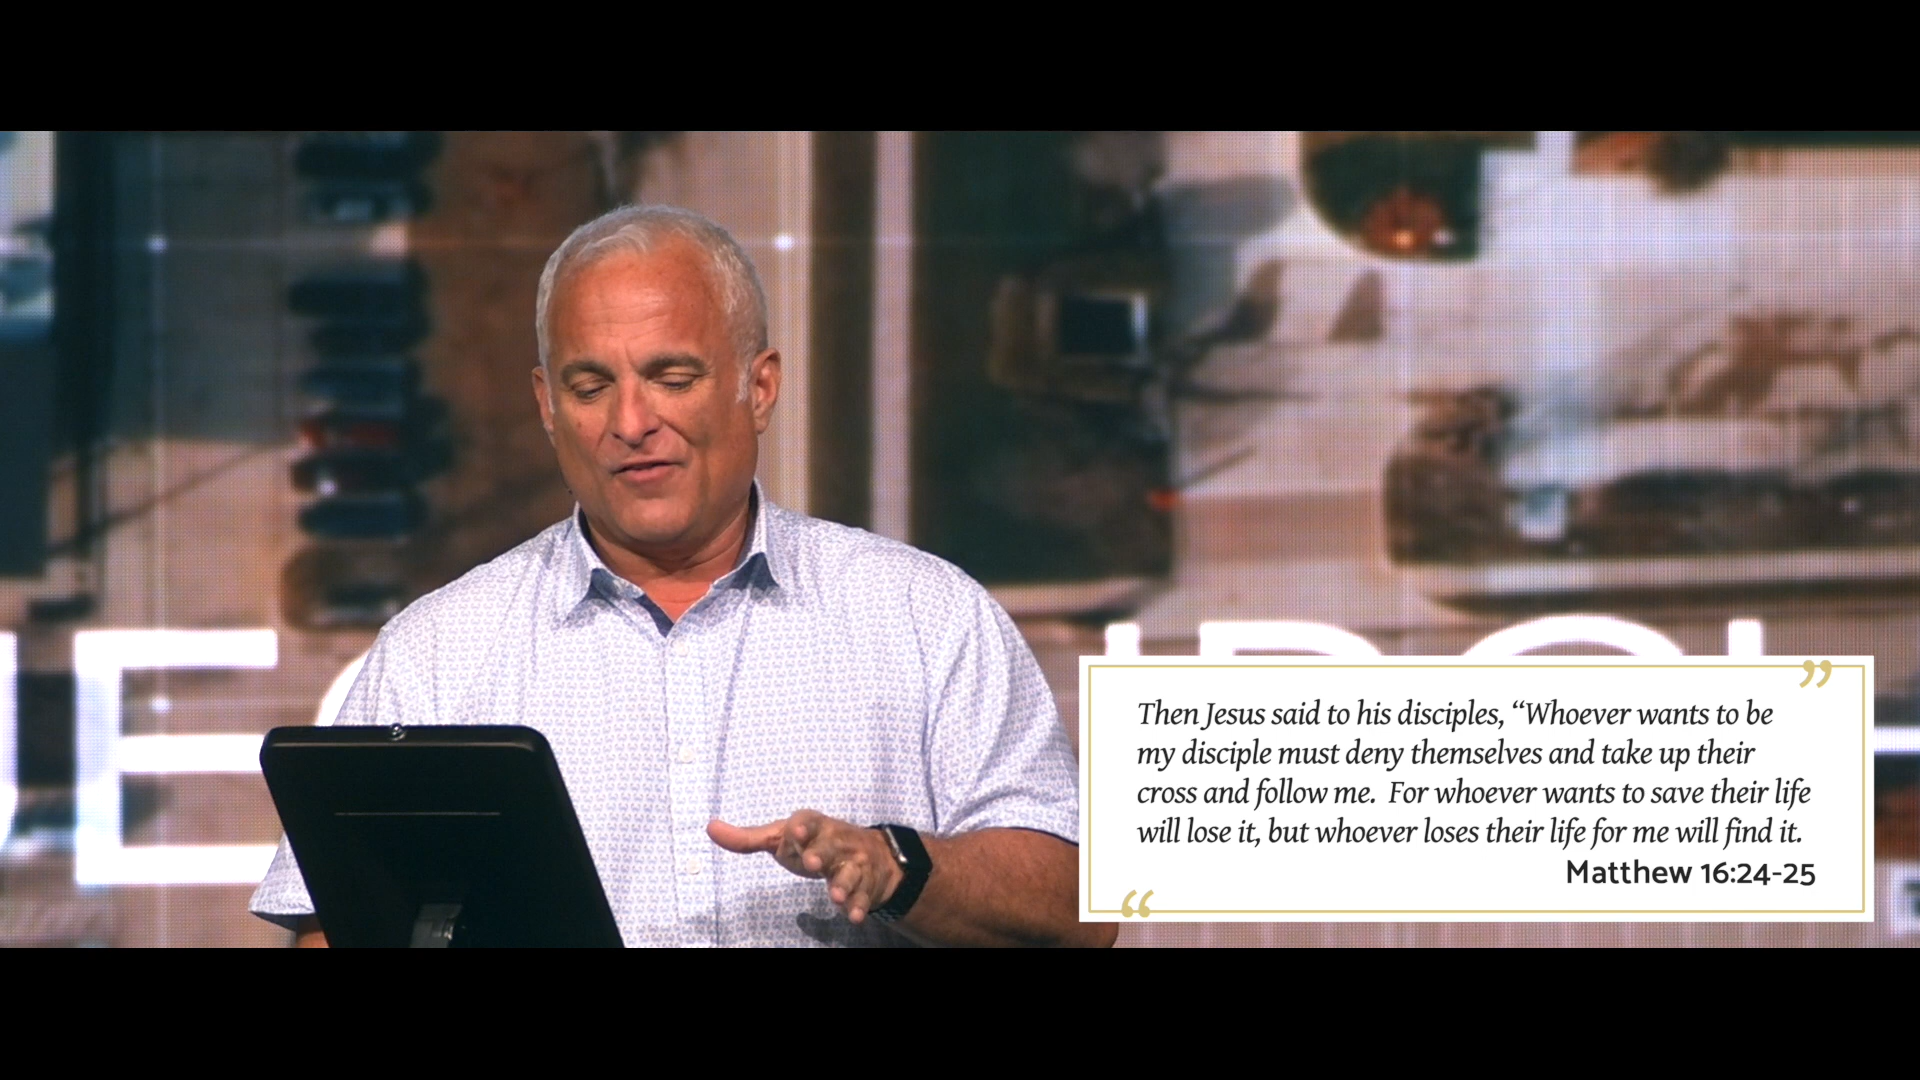 Then Jesus said to his disciples, “Whoever wants to be
my disciple must deny themselves and take up their
cross and follow me.  For whoever wants to save their life
will lose it, but whoever loses their life for me will find it.
Matthew 16:24-25